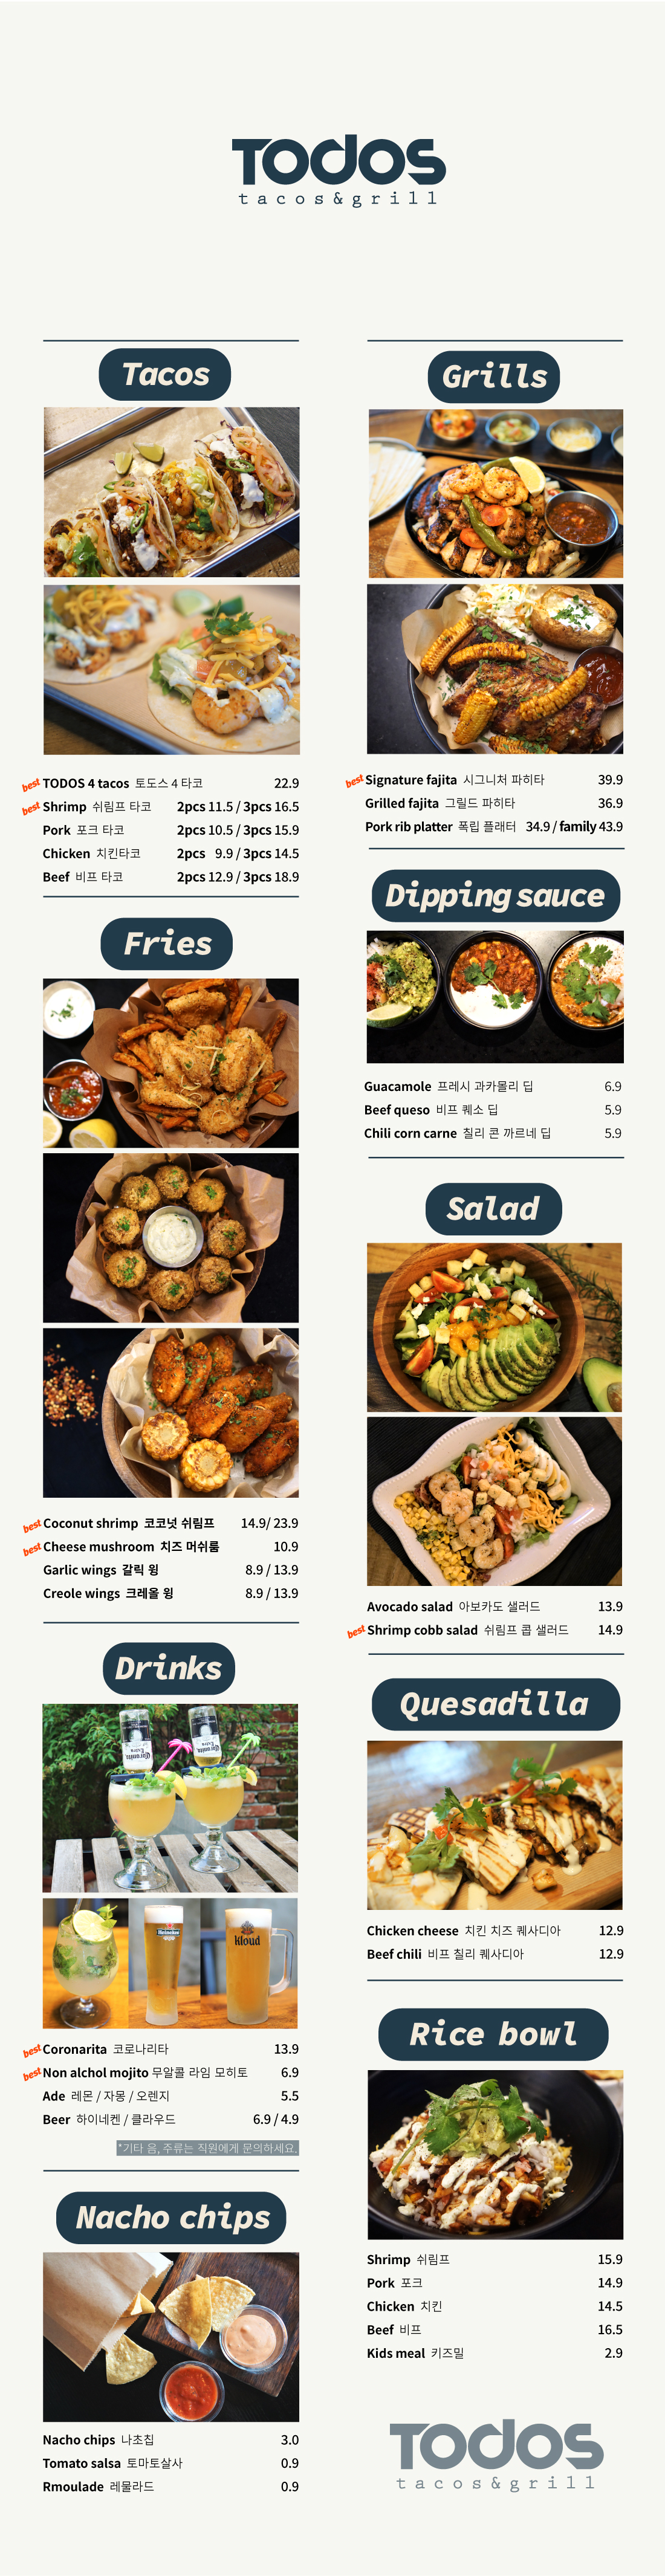 TODOS
tacos&grill
Tacos
best TODOS 4 tacos 토도스 4 타코 22.9
best Shrimp 쉬림프 타코 2pcs 11.5 / 3pcs 16.5
Pork 포크 타코 2pcs 10.5 / 3pcs 15.9
Chicken 치킨타코 2pcs 9.9 / 3pcs 14.5
Beef 비프 타코 2pcs 12.9 / 3pcs 18.9
Fries
best Coconut shrimp 코코넛 쉬림프 14.9/ 23.9
best Cheese mushroom 치즈 머쉬룸 10.9
Garlic wings 갈릭 윙 8.9 / 13.9
Creole wings 크레올 윙 8.9 / 13.9
Drinks
Coronita
Extra
Coronita
Extra
Heineken
Kloud
best Coronarita 코로나리타 13.9
best Non alchol mojito 무알콜 라임 모히토 6.9
Ade 레몬 / 자몽 / 오렌지 5.5
Beer 하이네켄 / 클라우드 6.9 / 4.9
*기타 음, 주류는 직원에게 문의하세요.
Nacho chips
Nacho chips 나초칩 3.0
Tomato salsa 토마토살사 0.9
Rmoulade 레물라드 0.9
Grills
best Signature fajita 시그니처 파히타 39.9
Grilled fajita 그릴드 파히타 36.9
Pork rib platter 폭립 플래터 34.9 / family 43.9
Dipping sauce
Guacamole 프레시 과카몰리 딥 6.9
Beef queso 비프 퀘소 딥 5.9
Chili corn carne 칠리 콘 까르네 딥 5.9
Salad
Avocado salad 아보카도 샐러드 13.9
best Shrimp cobb salad 쉬림프 콥 샐러드 14.9
Quesadilla
Chicken cheese 치킨 치즈 퀘사디아 12.9
Beef chili 비프 칠리 퀘사디아 12.9
Rice bowl
Shrimp 쉬림프 15.9
Pork 포크 14.9
Chicken 치킨 14.5
Beef 비프 16.5
Kids meal 키즈밀 2.9
TODOS
tacos&grill